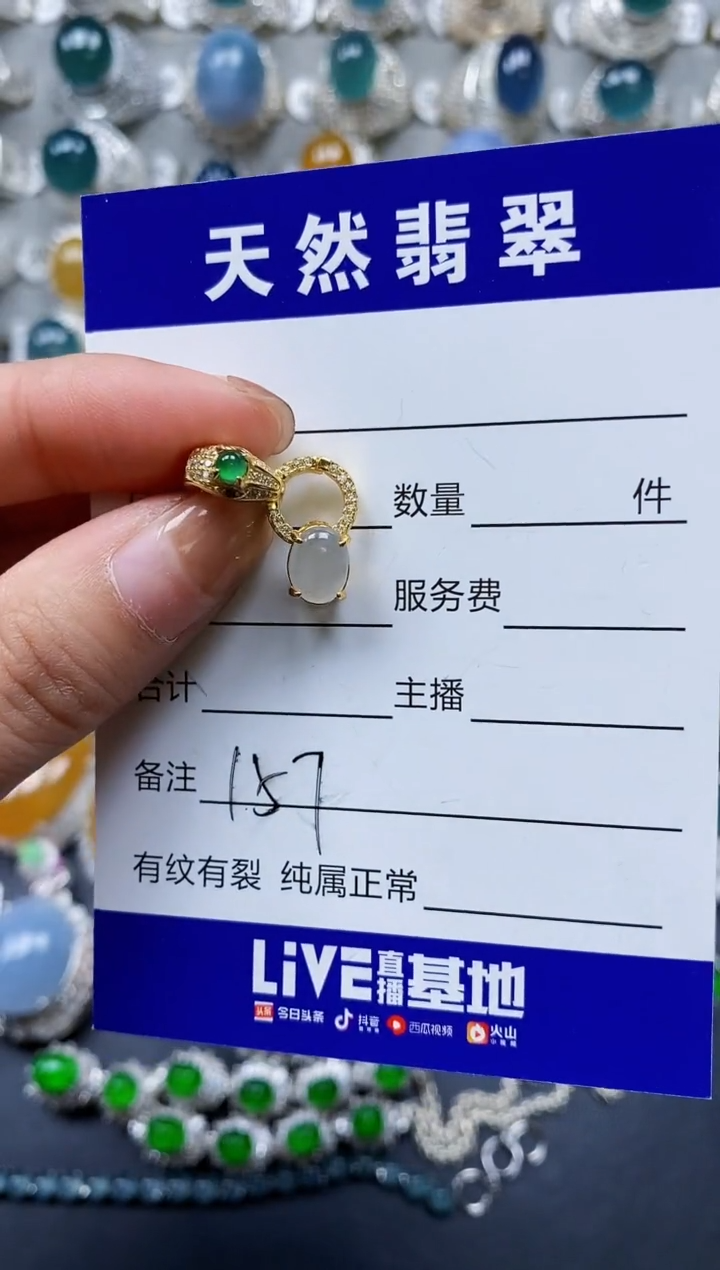 天然翡翠
数量 件
服务费
合计 主播
备注 157
有纹有裂 纯属正常
LiVE直播基地
头条 今日头条 抖音 西瓜视频 火山